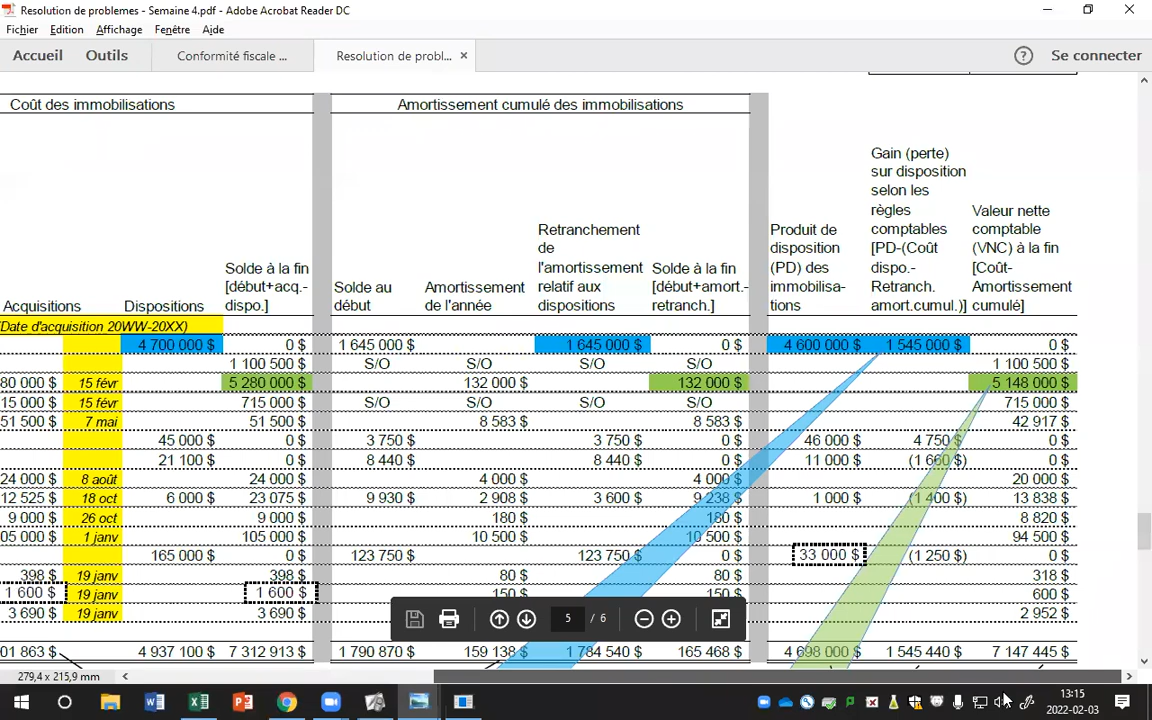 Resolution de problemes - Semaine 4.pdf - Adobe Acrobat Reader DC
Fichier Edition Affichage Fenêtre Aide
Accueil Outils Conformité fiscale ... Resolution de probl... × ? Se connecter
Coût des immobilisations Amortissement cumulé des immobilisations
Gain (perte)
sur disposition
selon les
règles Valeur nette
Retranchement Produit de comptables comptable
de disposition [PD-(Coût (VNC) à la fin
Solde à la fin l'amortissement Solde à la fin (PD) des dispo.- [Coût-
[début+acq.- Solde au Amortissement relatif aux [début+amort.- immobilisa- Retranch. Amortissement
Acquisitions Dispositions dispo.] début de l'année dispositions retranch.] tions amort.cumul.)] cumulé]
Date d'acquisition 20WW-20XX)
4 700 000 $ 0 $ 1 645 000 $ 1 645 000 $ 0 $ 4 600 000 $ 1 545 000 $ 0 $
1 100 500 $ S/O S/O S/O S/O 1 100 500 $
80 000 $ 15 févr 5 280 000 $ 132 000 $ 132 000 $ 5 148 000 $
15 000 $ 15 févr 715 000 $ S/O S/O S/O S/O 715 000 $
51 500 $ 7 mai 51 500 $ 8 583 $ 8 583 $ 42 917 $
45 000 $ 0 $ 3 750 $ 3 750 $ 0 $ 46 000 $ 4 750 $ 0 $
21 100 $ 0 $ 8 440 $ 8 440 $ 0 $ 11 000 $ (1 660 $) 0 $
24 000 $ 8 août 24 000 $ 4 000 $ 4 000 $ 20 000 $
12 525 $ 18 oct 6 000 $ 23 075 $ 9 930 $ 2 908 $ 3 600 $ 9 238 $ 1 000 $ (1 400 $) 13 838 $
9 000 $ 26 oct 9 000 $ 180 $ 180 $ 8 820 $
05 000 $ 1 janv 105 000 $ 10 500 $ 10 500 $ 94 500 $
165 000 $ 0 $ 123 750 $ 123 750 $ 0 $ 33 000 $ (1 250 $) 0 $
398 $ 19 janv 398 $ 80 $ 80 $ 318 $
1 600 $ 19 janv 1 600 $ 150 $ 150 $ 600 $
3 690 $ 19 janv 3 690 $ 2 952 $
5 / 6
01 863 $ 4 937 100 $ 7 312 913 $ 1 790 870 $ 159 138 $ 1 784 540 $ 165 468 $ 4 698 000 $ 1 545 440 $ 7 147 445 $
279,4 x 215,9 mm
13:15
2022-02-03